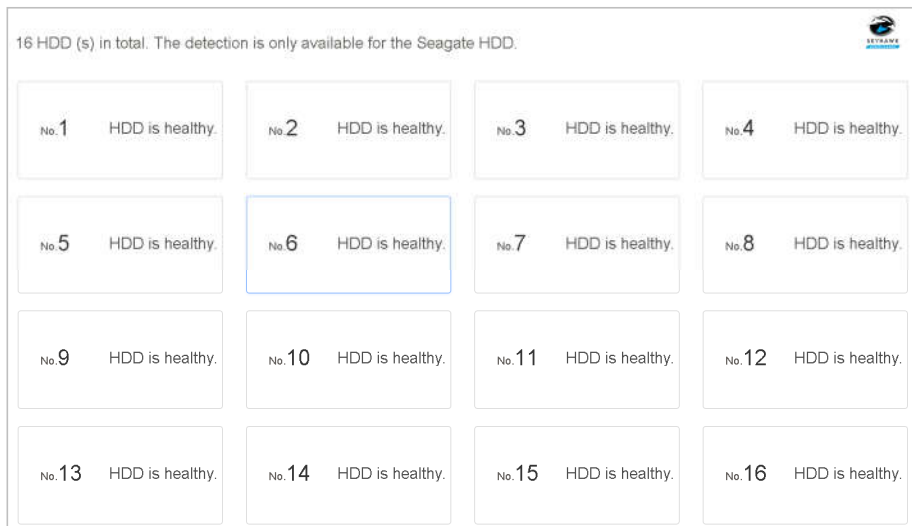 16 HDD (s) in total. The detection is only available for the Seagate HDD.
No.1 HDD is healthy.
No.2 HDD is healthy.
No.3 HDD is healthy.
No.4 HDD is healthy.
No.5 HDD is healthy.
No.6 HDD is healthy.
No.7 HDD is healthy.
No.8 HDD is healthy.
No.9 HDD is healthy.
No.10 HDD is healthy.
No.11 HDD is healthy.
No.12 HDD is healthy.
No.13 HDD is healthy.
No.14 HDD is healthy.
No.15 HDD is healthy.
No.16 HDD is healthy.